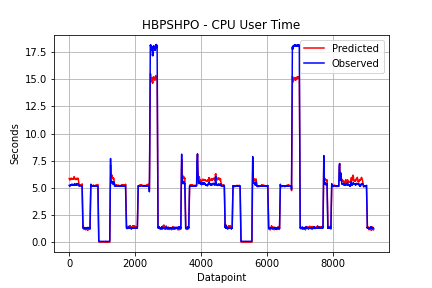 HBPSHPO - CPU User Time
Predicted
Observed
17.5
15.0
12.5
10.0
7.5
5.0
2.5
0.0
Seconds
0
2000
4000
6000
8000
Datapoint